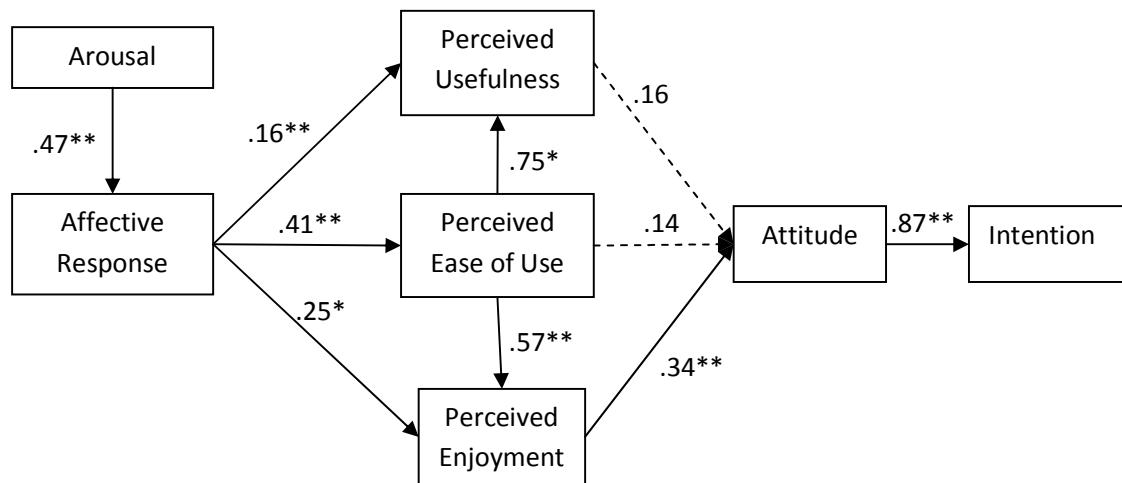 Arousal
.47**
Affective
Response
.16**
.41**
.25*
Perceived
Usefulness
.75*
Perceived
Ease of Use
.57**
Perceived
Enjoyment
.16
.14
.34**
Attitude
.87**
Intention